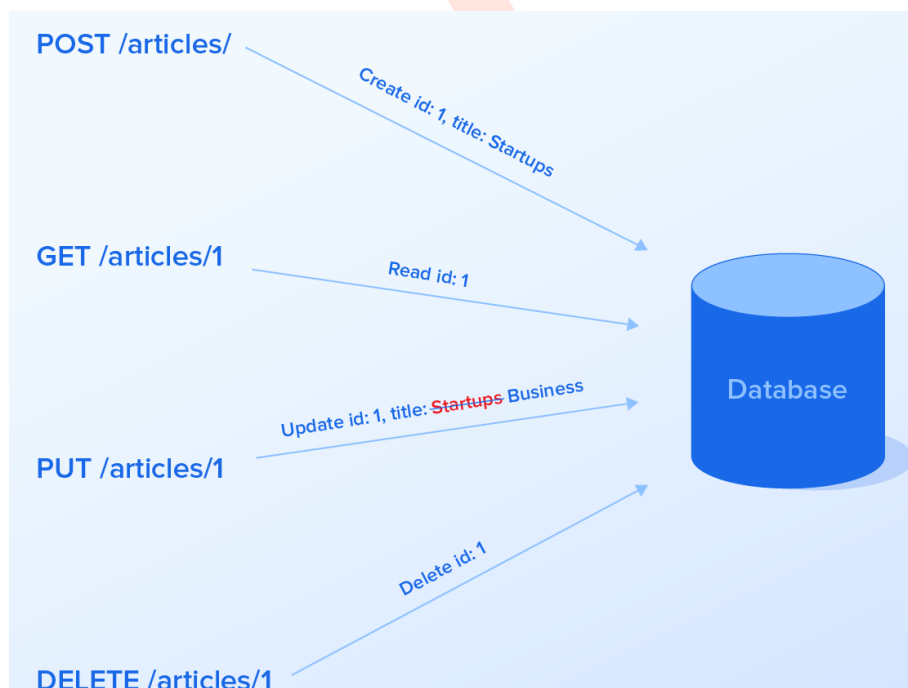 POST /articles/
Create id: 1, title: Startups
GET /articles/1
Read id: 1
Update id: 1, title: Startups Business
PUT /articles/1
Database
Delete id: 1
DELETE /articles/1